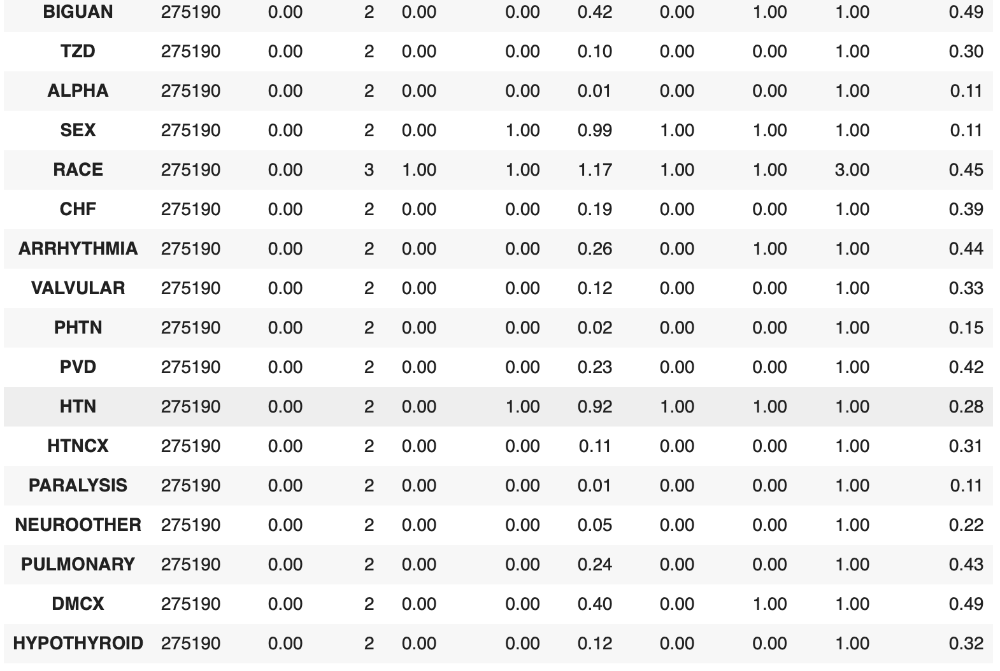 BIGUAN 275190 0.00 2 0.00 0.00 0.42 0.00 1.00 1.00 0.49
TZD 275190 0.00 2 0.00 0.00 0.10 0.00 0.00 1.00 0.30
ALPHA 275190 0.00 2 0.00 0.00 0.01 0.00 0.00 1.00 0.11
SEX 275190 0.00 2 0.00 1.00 0.99 1.00 1.00 1.00 0.11
RACE 275190 0.00 3 1.00 1.00 1.17 1.00 1.00 3.00 0.45
CHF 275190 0.00 2 0.00 0.00 0.19 0.00 0.00 1.00 0.39
ARRHYTHMIA 275190 0.00 2 0.00 0.00 0.26 0.00 1.00 1.00 0.44
VALVULAR 275190 0.00 2 0.00 0.00 0.12 0.00 0.00 1.00 0.33
PHTN 275190 0.00 2 0.00 0.00 0.02 0.00 0.00 1.00 0.15
PVD 275190 0.00 2 0.00 0.00 0.23 0.00 0.00 1.00 0.42
HTN 275190 0.00 2 0.00 1.00 0.92 1.00 1.00 1.00 0.28
HTNCX 275190 0.00 2 0.00 0.00 0.11 0.00 0.00 1.00 0.31
PARALYSIS 275190 0.00 2 0.00 0.00 0.01 0.00 0.00 1.00 0.11
NEUROOTHER 275190 0.00 2 0.00 0.00 0.05 0.00 0.00 1.00 0.22
PULMONARY 275190 0.00 2 0.00 0.00 0.24 0.00 0.00 1.00 0.43
DMCX 275190 0.00 2 0.00 0.00 0.40 0.00 1.00 1.00 0.49
HYPOTHYROID 275190 0.00 2 0.00 0.00 0.12 0.00 0.00 1.00 0.32